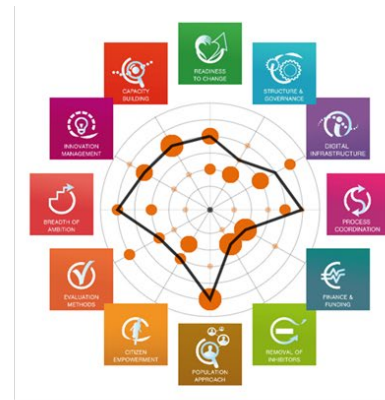 READINESS
TO CHANGE
STRUCTURE &
GOVERNANCE
DIGITAL
INFRASTRUCTURE
PROCESS
COORDINATION
FINANCE &
FUNDING
REMOVAL OF
INHIBITORS
POPULATION
APPROACH
CITIZEN
EMPOWERMENT
EVALUATION
METHODS
BREADTH OF
AMBITION
INNOVATION
MANAGEMENT
CAPACITY
BUILDING